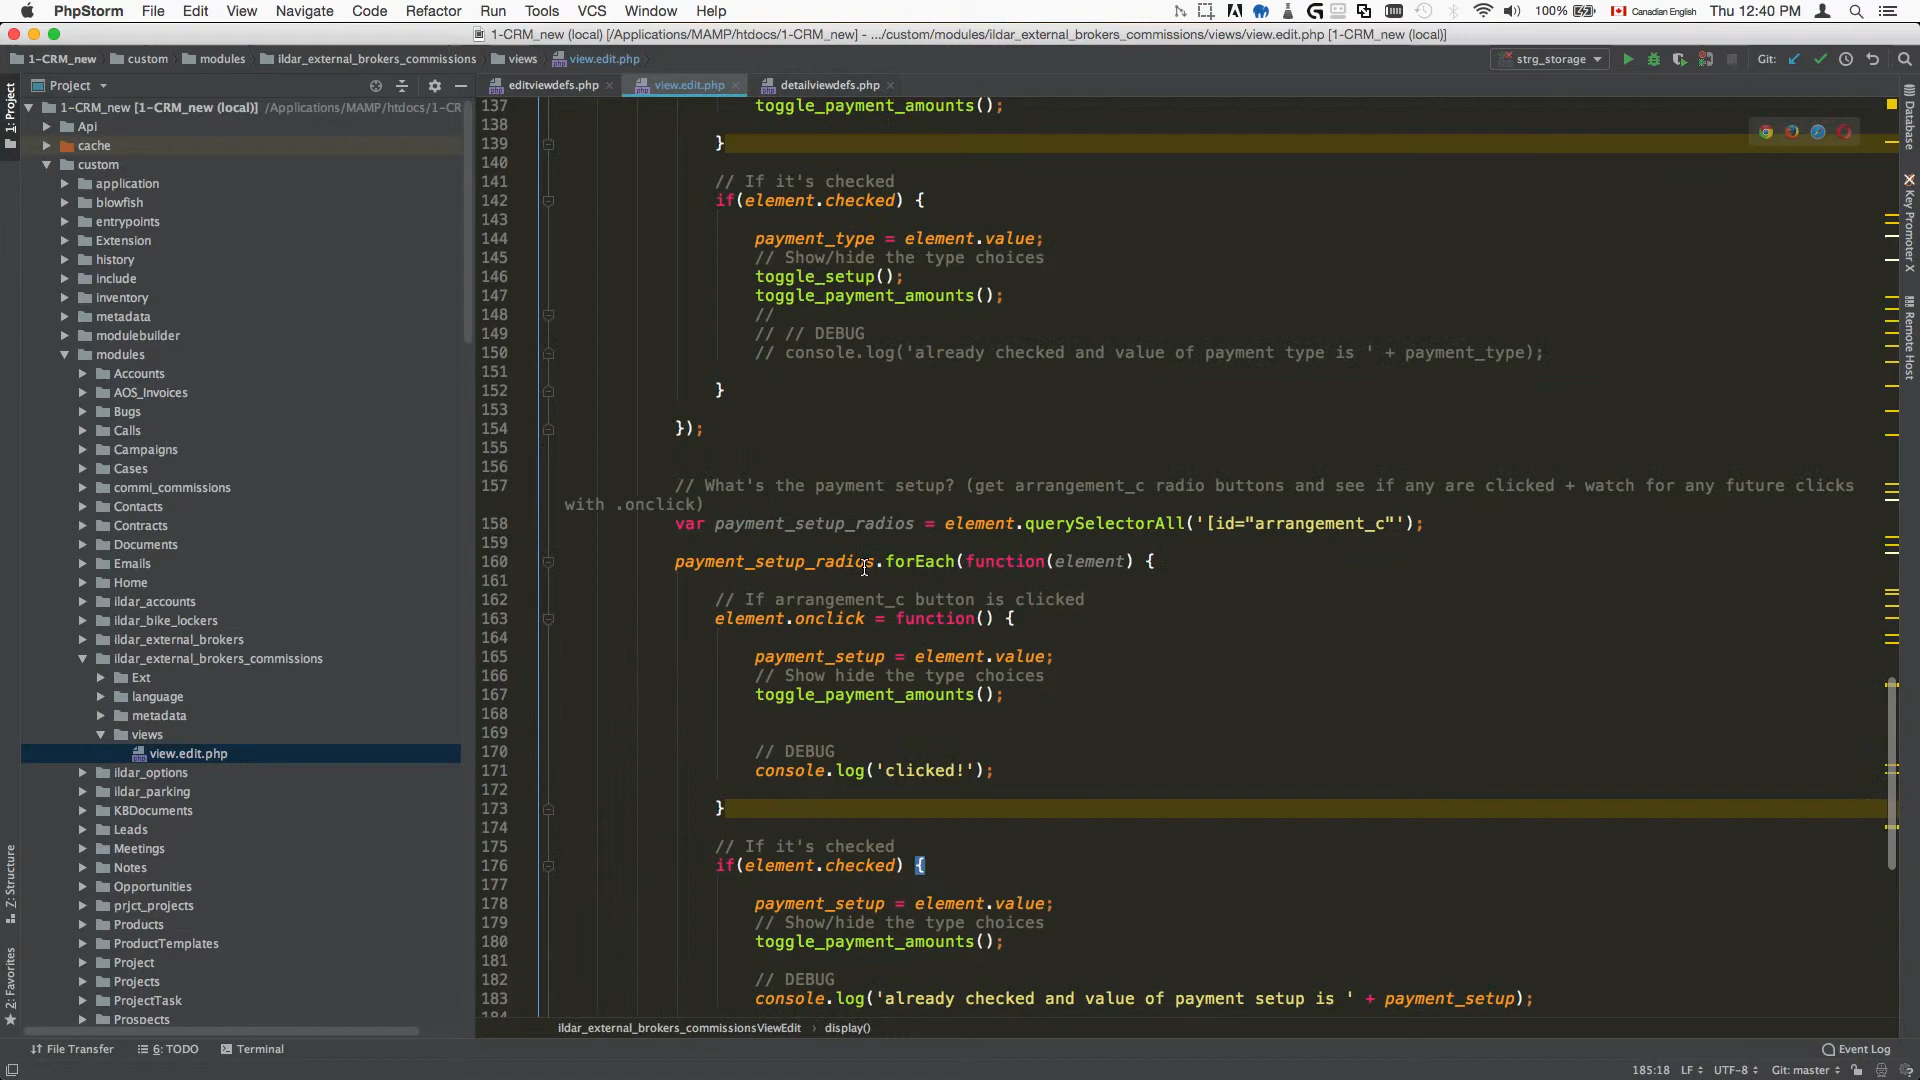 PhpStorm File Edit View Navigate Code Refactor Run Tools VCS Window Help 100% Canadian English Thu 12:40 PM
1-CRM_new (local) [/Applications/MAMP/htdocs/1-CRM_new] - .../custom/modules/ildar_external_brokers_commissions/views/view.edit.php [1-CRM_new (local)]
1-CRM_new custom modules ildar_external_brokers_commissions views view.edit.php strg_storage Git:
Project
editviewdefs.php view.edit.php detailviewdefs.php
1: Project
Z: Structure
2: Favorites
Database
Key Promoter X
Remote Host
1-CRM_new [1-CRM_new (local)] /Applications/MAMP/htdocs/1-CR
Api
cache
custom
application
blowfish
entrypoints
Extension
history
include
inventory
metadata
modulebuilder
modules
Accounts
AOS_Invoices
Bugs
Calls
Campaigns
Cases
commi_commissions
Contacts
Contracts
Documents
Emails
Home
ildar_accounts
ildar_bike_lockers
ildar_external_brokers
ildar_external_brokers_commissions
Ext
language
metadata
views
view.edit.php
ildar_options
ildar_parking
KBDocuments
Leads
Meetings
Notes
Opportunities
prjct_projects
Products
ProductTemplates
Project
Projects
ProjectTask
Prospects
137 toggle_payment_amounts();
138
139 }
140
141 // If it's checked
142 if(element.checked) {
143
144 payment_type = element.value;
145 // Show/hide the type choices
146 toggle_setup();
147 toggle_payment_amounts();
148 //
149 // // DEBUG
150 // console.log('already checked and value of payment type is ' + payment_type);
151
152 }
153
154 });
155
156
157 // What's the payment setup? (get arrangement_c radio buttons and see if any are clicked + watch for any future clicks
with .onclick)
158 var payment_setup_radios = element.querySelectorAll('[id="arrangement_c"');
159
160 payment_setup_radios.forEach(function(element) {
161
162 // If arrangement_c button is clicked
163 element.onclick = function() {
164
165 payment_setup = element.value;
166 // Show hide the type choices
167 toggle_payment_amounts();
168
169
170 // DEBUG
171 console.log('clicked!');
172
173 }
174
175 // If it's checked
176 if(element.checked) {
177
178 payment_setup = element.value;
179 // Show/hide the type choices
180 toggle_payment_amounts();
181
182 // DEBUG
183 console.log('already checked and value of payment setup is ' + payment_setup);
ildar_external_brokers_commissionsViewEdit › display()
File Transfer 6: TODO Terminal Event Log
185:18 LF UTF-8 Git: master